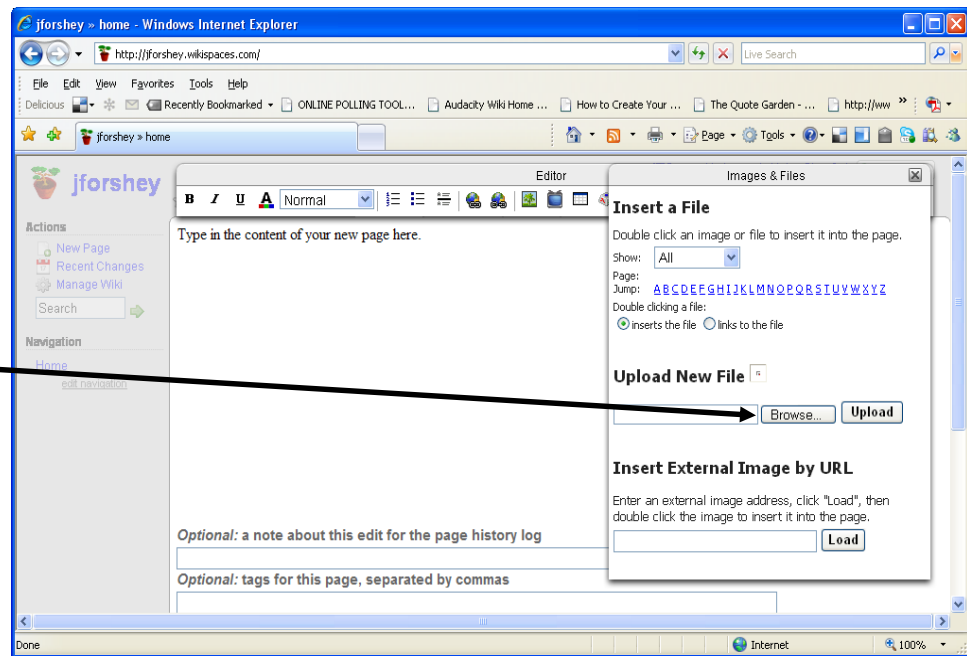 jforshey » home - Windows Internet Explorer
http://jforshey.wikispaces.com/
Live Search
File Edit View Favorites Tools Help
Delicious Recently Bookmarked ONLINE POLLING TOOL... Audacity Wiki Home ... How to Create Your ... The Quote Garden - ... http://ww »
jforshey » home
Page Tools
jforshey
Actions
New Page
Recent Changes
Manage Wiki
Search
Navigation
Home
edit navigation
Editor
B I U A Normal
Type in the content of your new page here.
Optional: a note about this edit for the page history log
Optional: tags for this page, separated by commas
Images & Files
Insert a File
Double click an image or file to insert it into the page.
Show: All
Page:
Jump: A B C D E F G H I J K L M N O P Q R S T U V W X Y Z
Double clicking a file:
inserts the file links to the file
Upload New File
Browse... Upload
Insert External Image by URL
Enter an external image address, click "Load", then
double click the image to insert it into the page.
Load
Done
Internet
100%